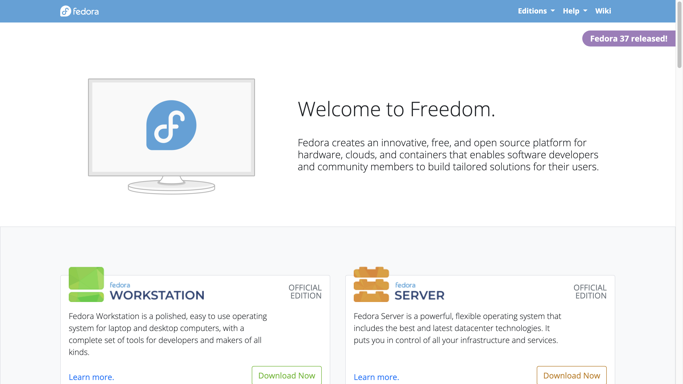 fedora
Editions
Help
Wiki
Fedora 37 released!
Welcome to Freedom.
Fedora creates an innovative, free, and open source platform for
hardware, clouds, and containers that enables software developers
and community members to build tailored solutions for their users.
fedora
WORKSTATION
OFFICIAL
EDITION
Fedora Workstation is a polished, easy to use operating
system for laptop and desktop computers, with a
complete set of tools for developers and makers of all
kinds.
Learn more.
Download Now
fedora
SERVER
OFFICIAL
EDITION
Fedora Server is a powerful, flexible operating system that
includes the best and latest datacenter technologies. It
puts you in control of all your infrastructure and services.
Learn more.
Download Now